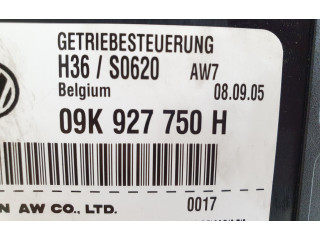 GETRIEBESTEUERUNG
H36 / S0620 AW7
Belgium 08.09.05
09K 927 750 H
0017
N AW CO., LTD.